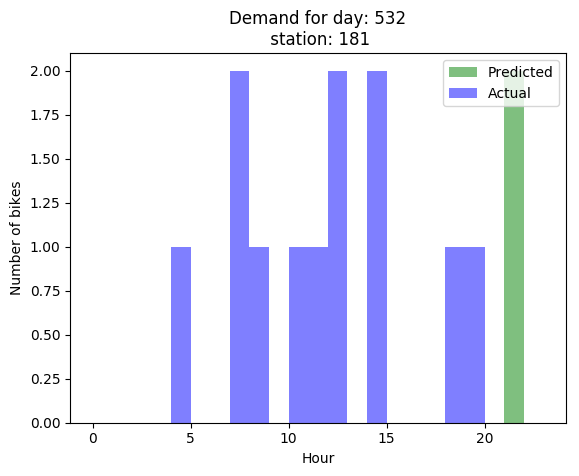 Demand for day: 532
station: 181
Predicted
Actual
2.00
1.75
1.50
1.25
1.00
0.75
0.50
0.25
0.00
Number of bikes
0 5 10 15 20
Hour